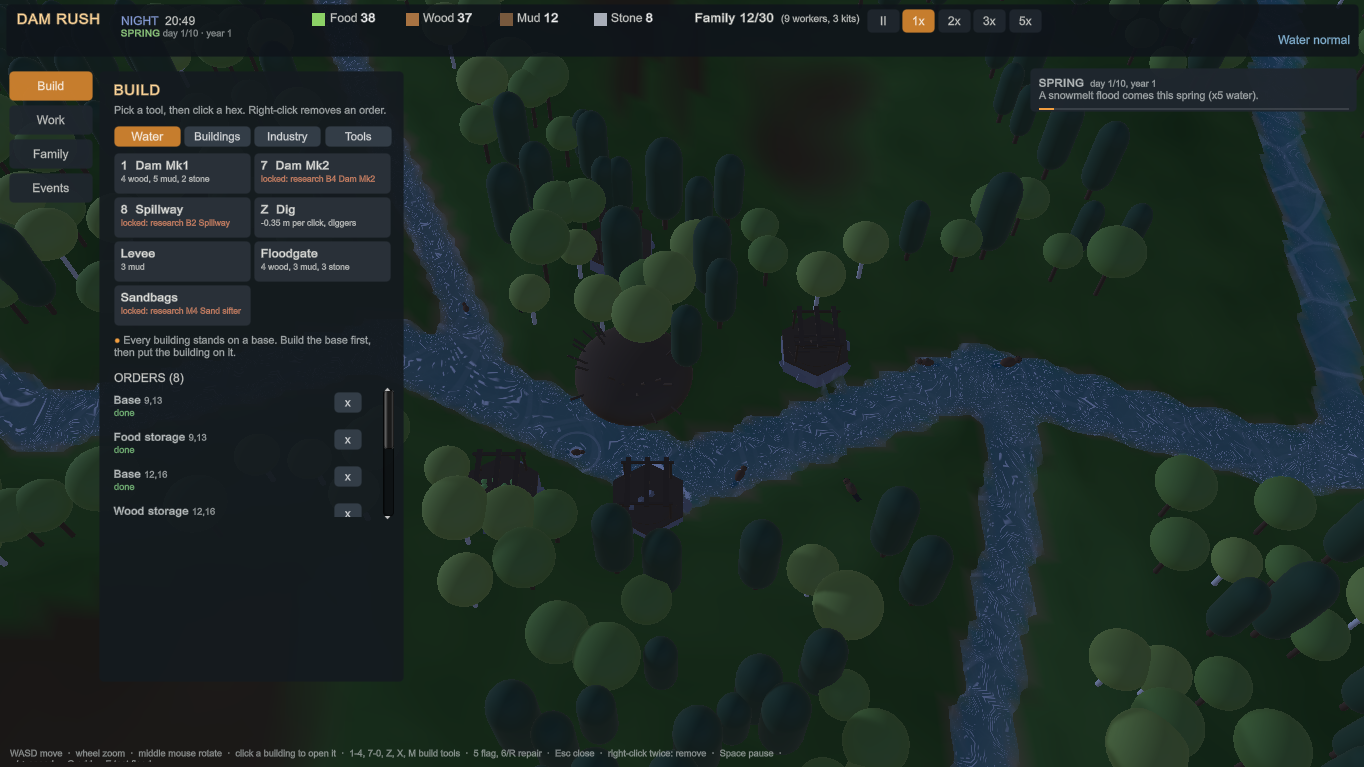 DAM RUSH
NIGHT 20:49
SPRING day 1/10 · year 1
Food 38
Wood 37
Mud 12
Stone 8
Family 12/30 (9 workers, 3 kits)
II
1x
2x
3x
5x
Water normal
Build
Work
Family
Events
BUILD
Pick a tool, then click a hex. Right-click removes an order.
Water
Buildings
Industry
Tools
1 Dam Mk1
4 wood, 5 mud, 2 stone
7 Dam Mk2
locked: research B4 Dam Mk2
8 Spillway
locked: research B2 Spillway
Z Dig
-0.35 m per click, diggers
Levee
3 mud
Floodgate
4 wood, 3 mud, 3 stone
Sandbags
locked: research M4 Sand sifter
● Every building stands on a base. Build the base first,
then put the building on it.
ORDERS (8)
Base 9,13
done
x
Food storage 9,13
done
x
Base 12,16
done
x
Wood storage 12,16
x
SPRING day 1/10, year 1
A snowmelt flood comes this spring (x5 water).
WASD move · wheel zoom · middle mouse rotate · click a building to open it · 1-4, 7-0, Z, X, M build tools · 5 flag, 6/R repair · Esc close · right-click twice: remove · Space pause ·